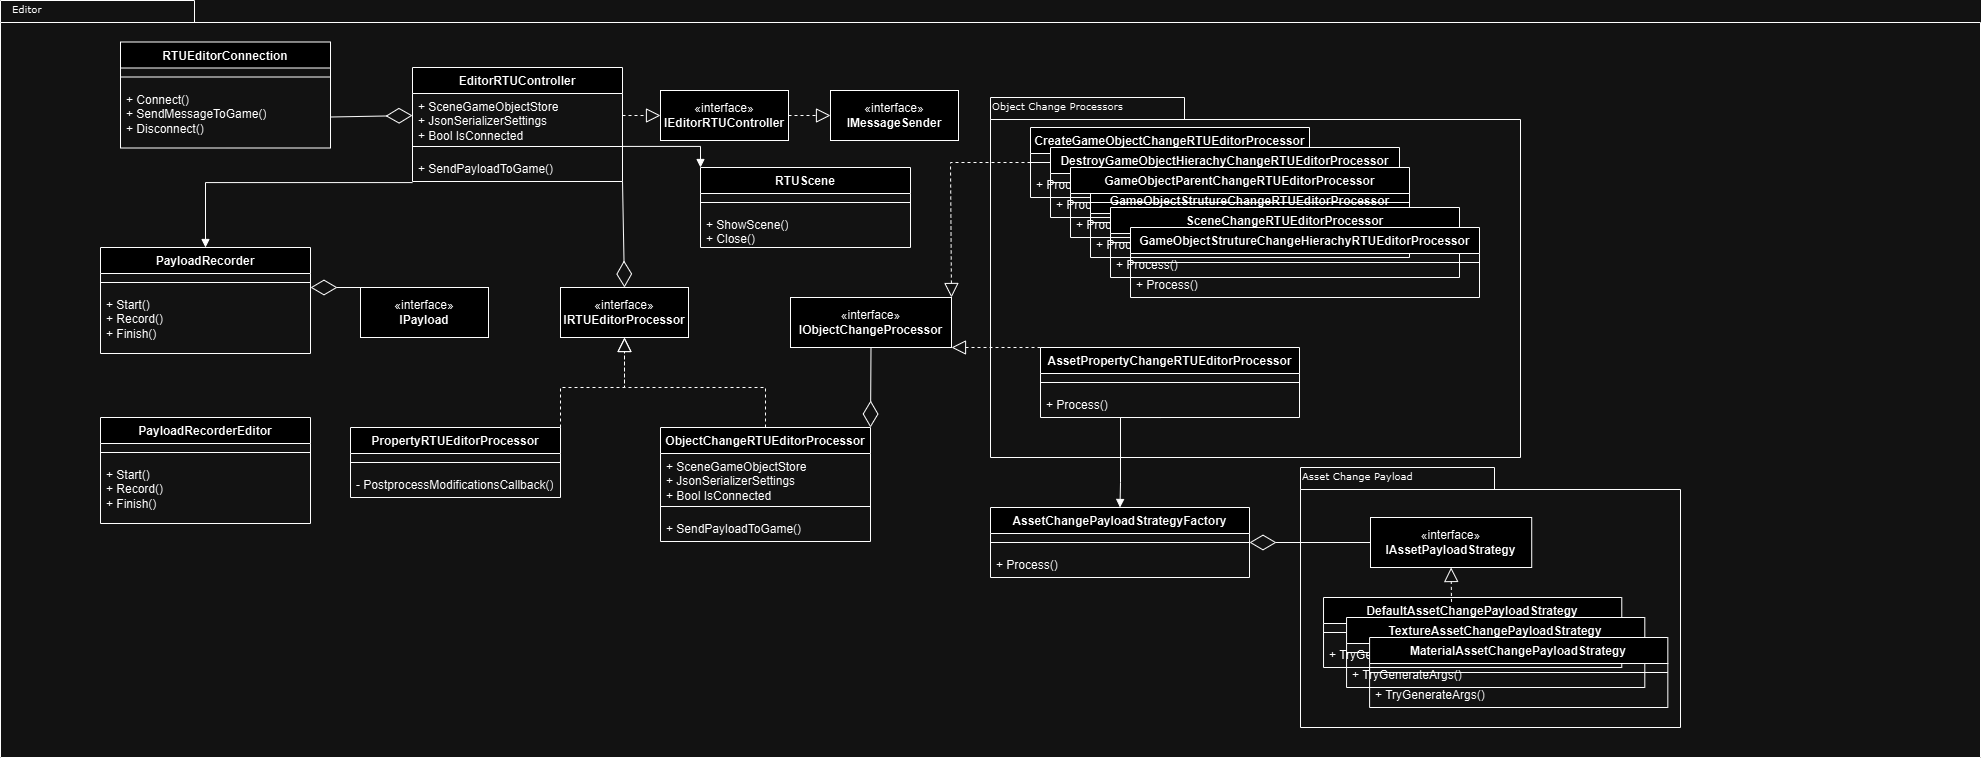 Editor
RTUEditorConnection
+ Connect()
+ SendMessageToGame()
+ Disconnect()
EditorRTUController
+ SceneGameObjectStore
+ JsonSerializerSettings
+ Bool IsConnected
+ SendPayloadToGame()
«interface»
IEditorRTUController
«interface»
IMessageSender
RTUScene
+ ShowScene()
+ Close()
Object Change Processors
CreateGameObjectChangeRTUEditorProcessor
DestroyGameObjectHierachyChangeRTUEditorProcessor
GameObjectParentChangeRTUEditorProcessor
+ Proc
GameObjectStrutureChangeRTUEditorProcessor
+ Proc
SceneChangeRTUEditorProcessor
+ Proc
GameObjectStrutureChangeHierachyRTUEditorProcessor
+ Proc
+ Process()
+ Process()
PayloadRecorder
+ Start()
+ Record()
+ Finish()
«interface»
IPayload
«interface»
IRTUEditorProcessor
«interface»
IObjectChangeProcessor
AssetPropertyChangeRTUEditorProcessor
+ Process()
PayloadRecorderEditor
+ Start()
+ Record()
+ Finish()
PropertyRTUEditorProcessor
- PostprocessModificationsCallback()
ObjectChangeRTUEditorProcessor
+ SceneGameObjectStore
+ JsonSerializerSettings
+ Bool IsConnected
+ SendPayloadToGame()
AssetChangePayloadStrategyFactory
+ Process()
Asset Change Payload
«interface»
IAssetPayloadStrategy
DefaultAssetChangePayloadStrategy
TextureAssetChangePayloadStrategy
MaterialAssetChangePayloadStrategy
+ TryGe
+ TryGenerateArgs()
+ TryGenerateArgs()